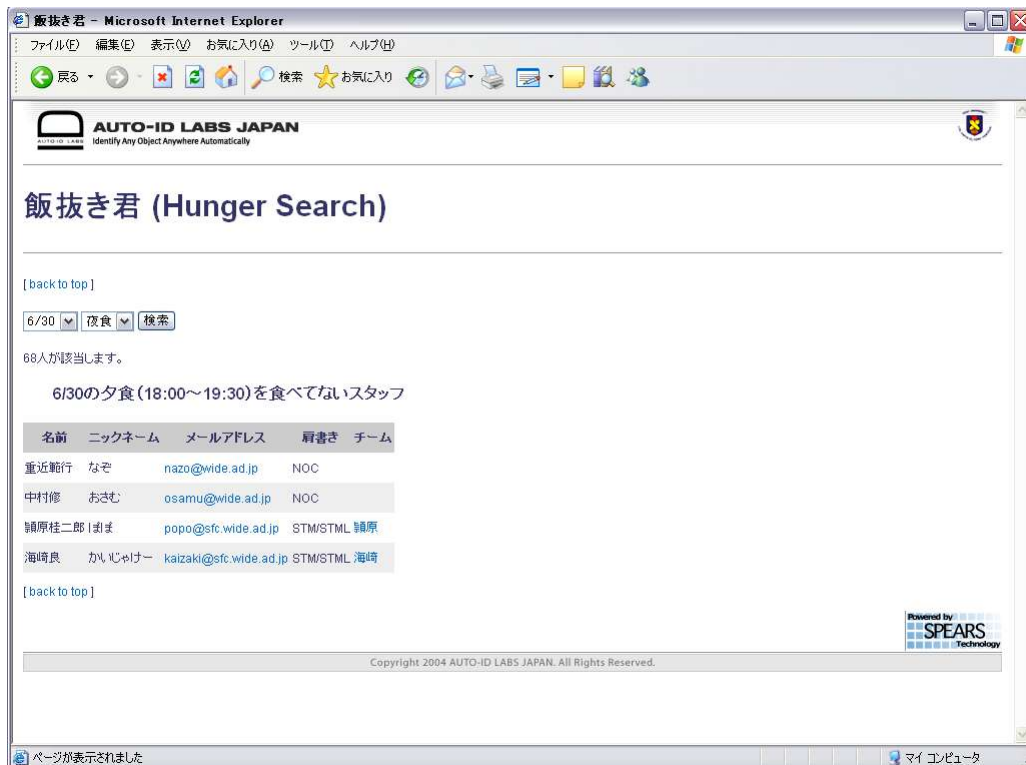 飯抜き君 - Microsoft Internet Explorer
ファイル(F) 編集(E) 表示(V) お気に入り(A) ツール(T) ヘルプ(H)
戻る 検索 お気に入り
AUTO-ID LABS
AUTO-ID LABS JAPAN
Identify Any Object Anywhere Automatically
飯抜き君 (Hunger Search)
[ back to top ]
6/30 夜食 検索
68人が該当します。
6/30の夕食(18:00~19:30)を食べてないスタッフ
名前 ニックネーム メールアドレス 肩書き チーム
重近範行 なぞ nazo@wide.ad.jp NOC
中村修 おさむ osamu@wide.ad.jp NOC
頴原桂二郎 ぽぽ popo@sfc.wide.ad.jp STM/STML 頴原
海崎良 かいじゃけー kaizaki@sfc.wide.ad.jp STM/STML 海崎
[ back to top ]
Powered by
SPEARS
Technology
Copyright 2004 AUTO-ID LABS JAPAN. All Rights Reserved.
ページが表示されました マイ コンピュータ